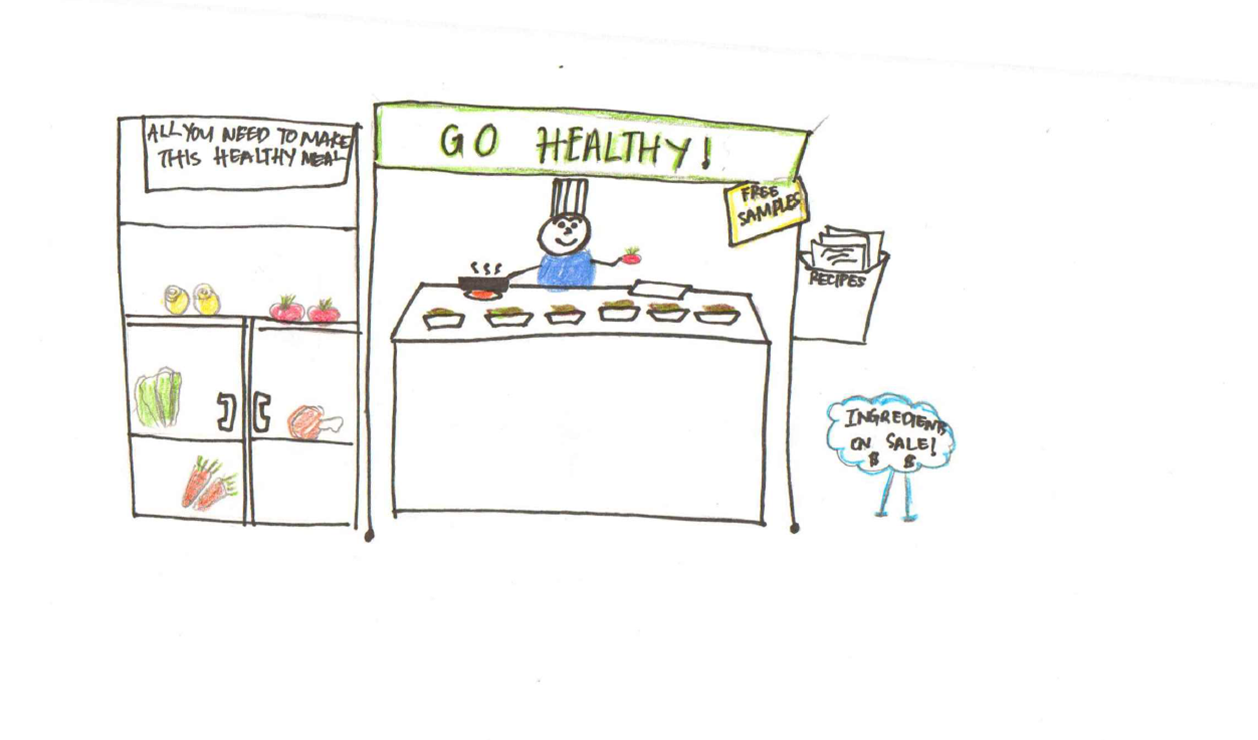 ALL YOU NEED TO MAKE
THIS HEALTHY MEAL
GO HEALTHY!
FREE
SAMPLES
RECIPES
INGREDIENTS
ON SALE!
$ $